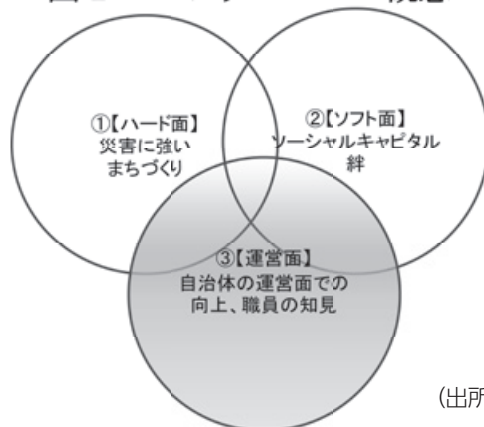 ①【ハード面】
災害に強い
まちづくり
②【ソフト面】
ソーシャルキャピタル
絆
③【運営面】
自治体の運営面での
向上、職員の知見
(出所